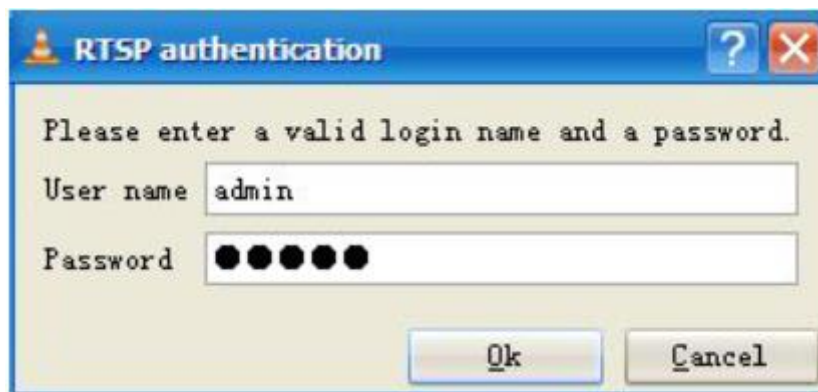 RTSP authentication
Please enter a valid login name and a password.
User name admin
Password ●●●●●
Ok Cancel